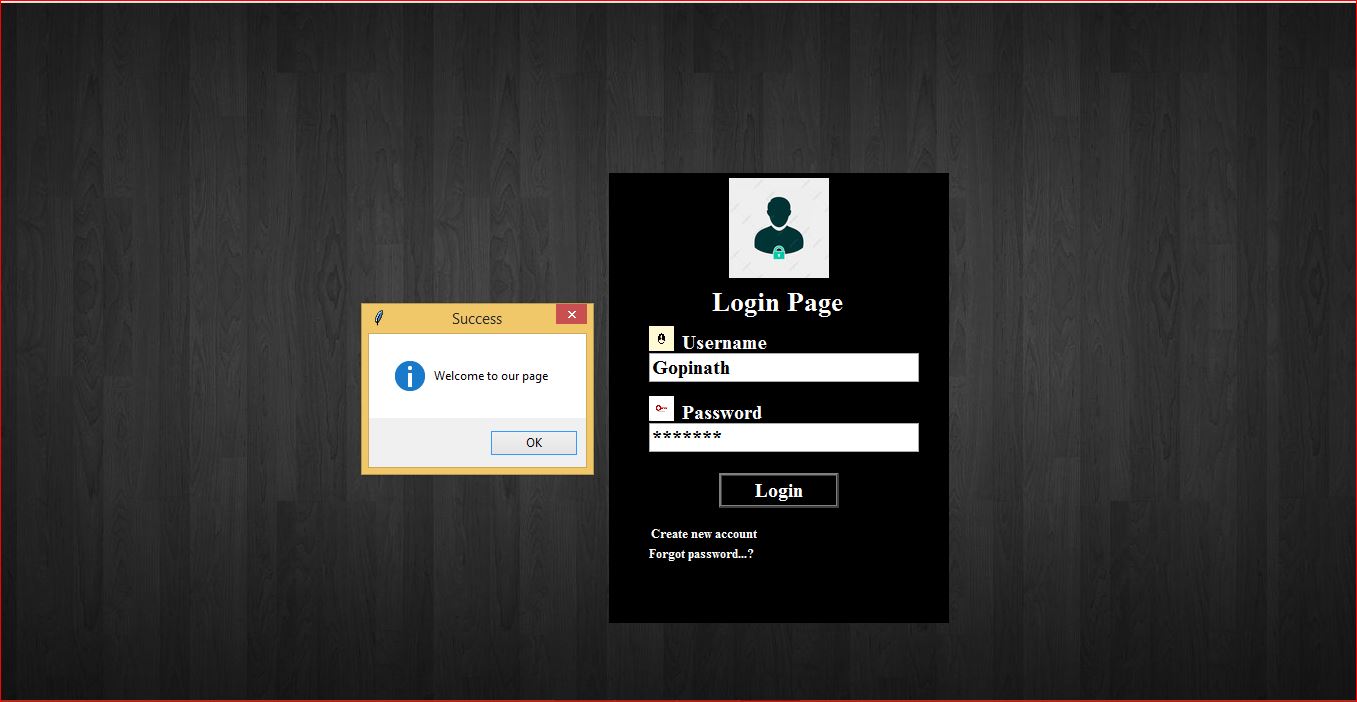 Success
Welcome to our page
OK
Login Page
Username
Gopinath
Password
*******
Login
Create new account
Forgot password...?